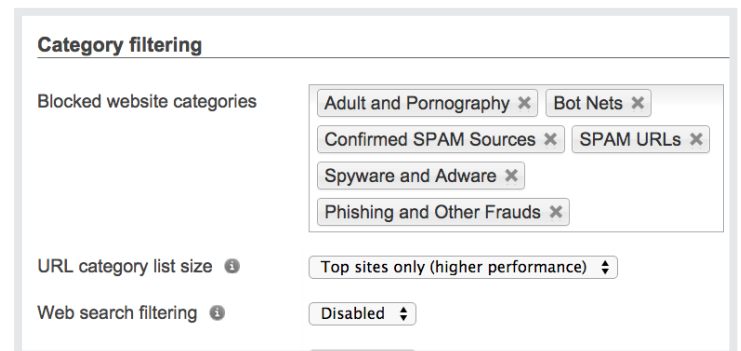 Category filtering
Blocked website categories
Adult and Pornography × Bot Nets ×
Confirmed SPAM Sources × SPAM URLs ×
Spyware and Adware ×
Phishing and Other Frauds ×
URL category list size i Top sites only (higher performance)
Web search filtering i Disabled